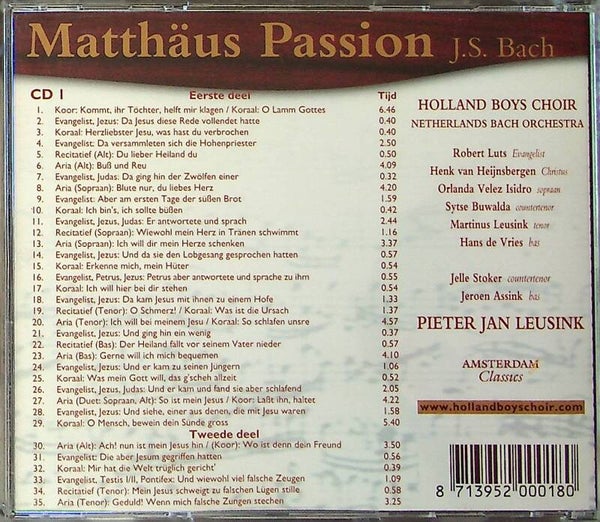 Matthäus Passion J.S. Bach
CD 1 Eerste deel Tijd
1. Koor: Kommt, ihr Töchter, helft mir klagen / Koraal: O Lamm Gottes 6.46
2. Evangelist, Jezus: Da Jesus diese Rede vollendet hatte 0.40
3. Koraal: Herzliebster Jesu, was hast du verbrochen 0.40
4. Evangelist: Da versammleten sich die Hohenpriester 2.50
5. Recitatief (Alt): Du lieber Heiland du 0.50
6. Aria (Alt): Buß und Reu 4.09
7. Evangelist, Judas: Da ging hin der Zwölfen einer 0.32
8. Aria (Sopraan): Blute nur, du liebes Herz 4.20
9. Evangelist: Aber am ersten Tage der süßen Brot 1.59
10. Koraal: Ich bin's, ich sollte büßen 0.42
11. Evangelist, Jezus, Judas: Er antwortete und sprach 2.44
12. Recitatief (Sopraan): Wiewohl mein Herz in Tränen schwimmt 1.16
13. Aria (Sopraan): Ich will dir mein Herze schenken 3.37
14. Evangelist, Jezus: Und da sie den Lobgesang gesprochen hatten 0.57
15. Koraal: Erkenne mich, mein Hüter 0.54
16. Evangelist, Petrus, Jezus: Petrus aber antwortete und sprache zu ihm 0.55
17. Koraal: Ich will hier bei dir stehen 0.54
18. Evangelist, Jezus: Da kam Jesus mit ihnen zu einem Hofe 1.33
19. Recitatief (Tenor): O Schmerz! / Koraal: Was ist die Ursach 1.37
20. Aria (Tenor): Ich will bei meinem Jesu / Koraal: So schlafen unsre 4.57
21. Evangelist, Jezus: Und ging hin ein wenig 0.37
22. Recitatief (Bas): Der Heiland fallt vor seinem Vater nieder 0.57
23. Aria (Bas): Gerne will ich mich bequemen 4.10
24. Evangelist, Jezus: Und er kam zu seinen Jüngern 1.06
25. Koraal: Was mein Gott will, das g'scheh allzeit 0.52
26. Evangelist, Jezus, Judas: Und er kam und fand sie aber schlafend 2.05
27. Aria (Duet: Sopraan, Alt): So ist mein Jesus / Koor: Laßt ihn, haltet 4.22
28. Evangelist, Jezus: Und siehe, einer aus denen, die mit Jesu waren 1.58
29. Koraal: O Mensch, bewein dein Sünde gross 5.40
Tweede deel
30. Aria (Alt): Ach! nun ist mein Jesus hin / (Koor): Wo ist denn dein Freund 3.50
31. Evangelist: Die aber Jesum gegriffen hatten 0.56
32. Koraal: Mir hat die Welt trüglich gericht' 0.39
33. Evangelist, Testis I/II, Pontifex: Und wiewohl viel falsche Zeugen 1.09
34. Recitatief (Tenor): Mein Jesus schweigt zu falschen Lügen stille 0.58
35. Aria (Tenor): Geduld! Wenn mich falsche Zungen stechen 3.25
HOLLAND BOYS CHOIR
NETHERLANDS BACH ORCHESTRA
Robert Luts Evangelist
Henk van Heijnsbergen Christus
Orlanda Velez Isidro sopraan
Sytse Buwalda countertenor
Martinus Leusink tenor
Hans de Vries bas
Jelle Stoker countertenor
Jeroen Assink bas
PIETER JAN LEUSINK
AMSTERDAM
Classics
www.hollandboyschoir.com
8 713952 000180